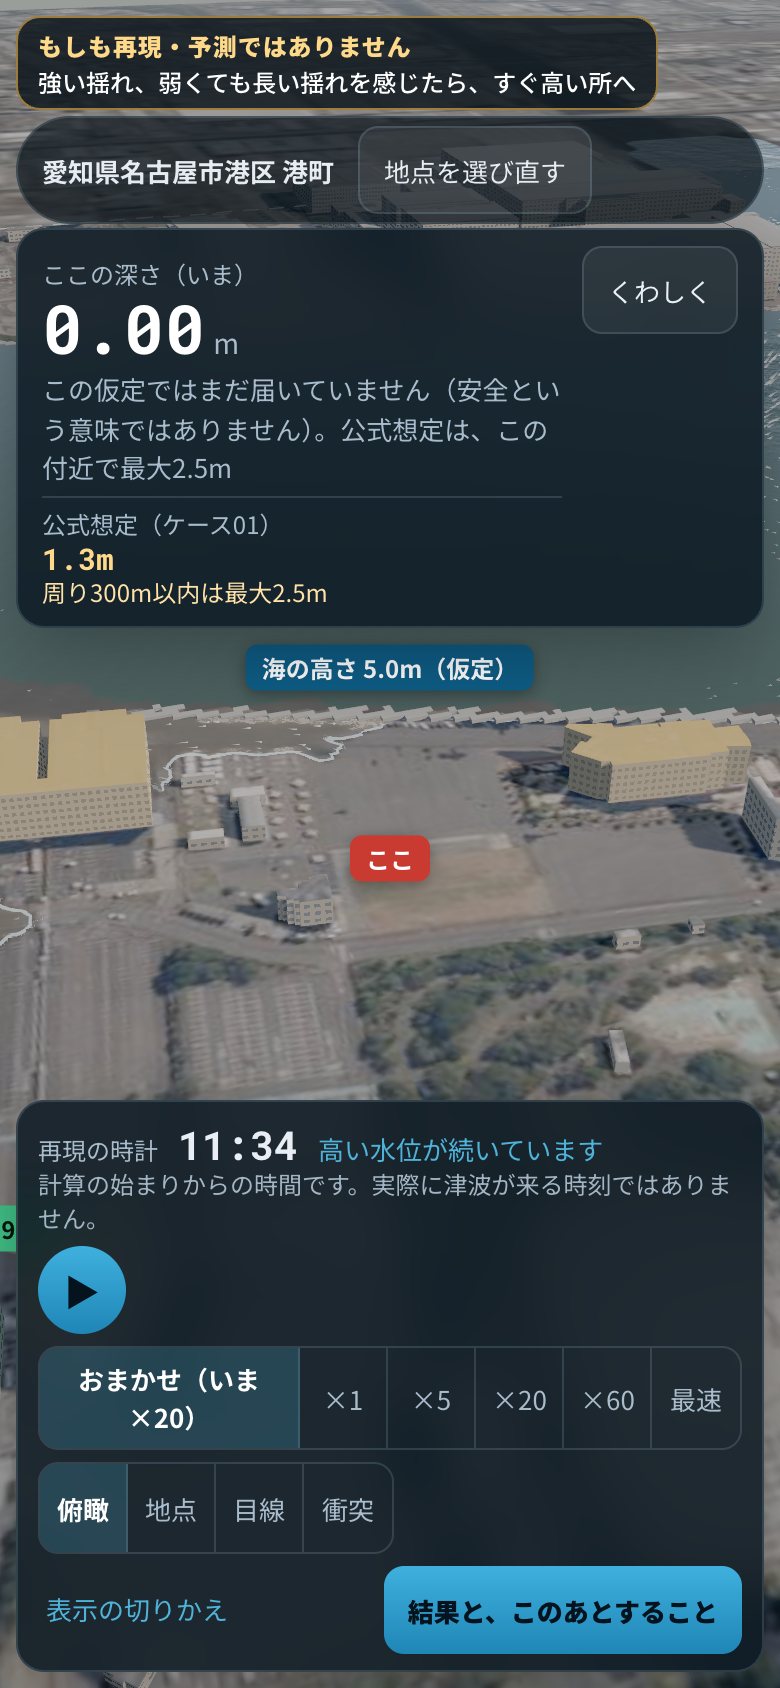 もしも再現・予測ではありません
強い揺れ、弱くても長い揺れを感じたら、すぐ高い所へ
愛知県名古屋市港区 港町
地点を選び直す
ここの深さ（いま）
くわしく
0.00 m
この仮定ではまだ届いていません（安全とい
う意味ではありません）。公式想定は、この
付近で最大2.5m
公式想定（ケース01）
1.3m
周り300m以内は最大2.5m
海の高さ 5.0m（仮定）
ここ
再現の時計 11:34 高い水位が続いています
計算の始まりからの時間です。実際に津波が来る時刻ではありま
せん。
9
おまかせ（いま
×20）
×1
×5
×20
×60
最速
俯瞰
地点
目線
衝突
表示の切りかえ
結果と、このあとすること